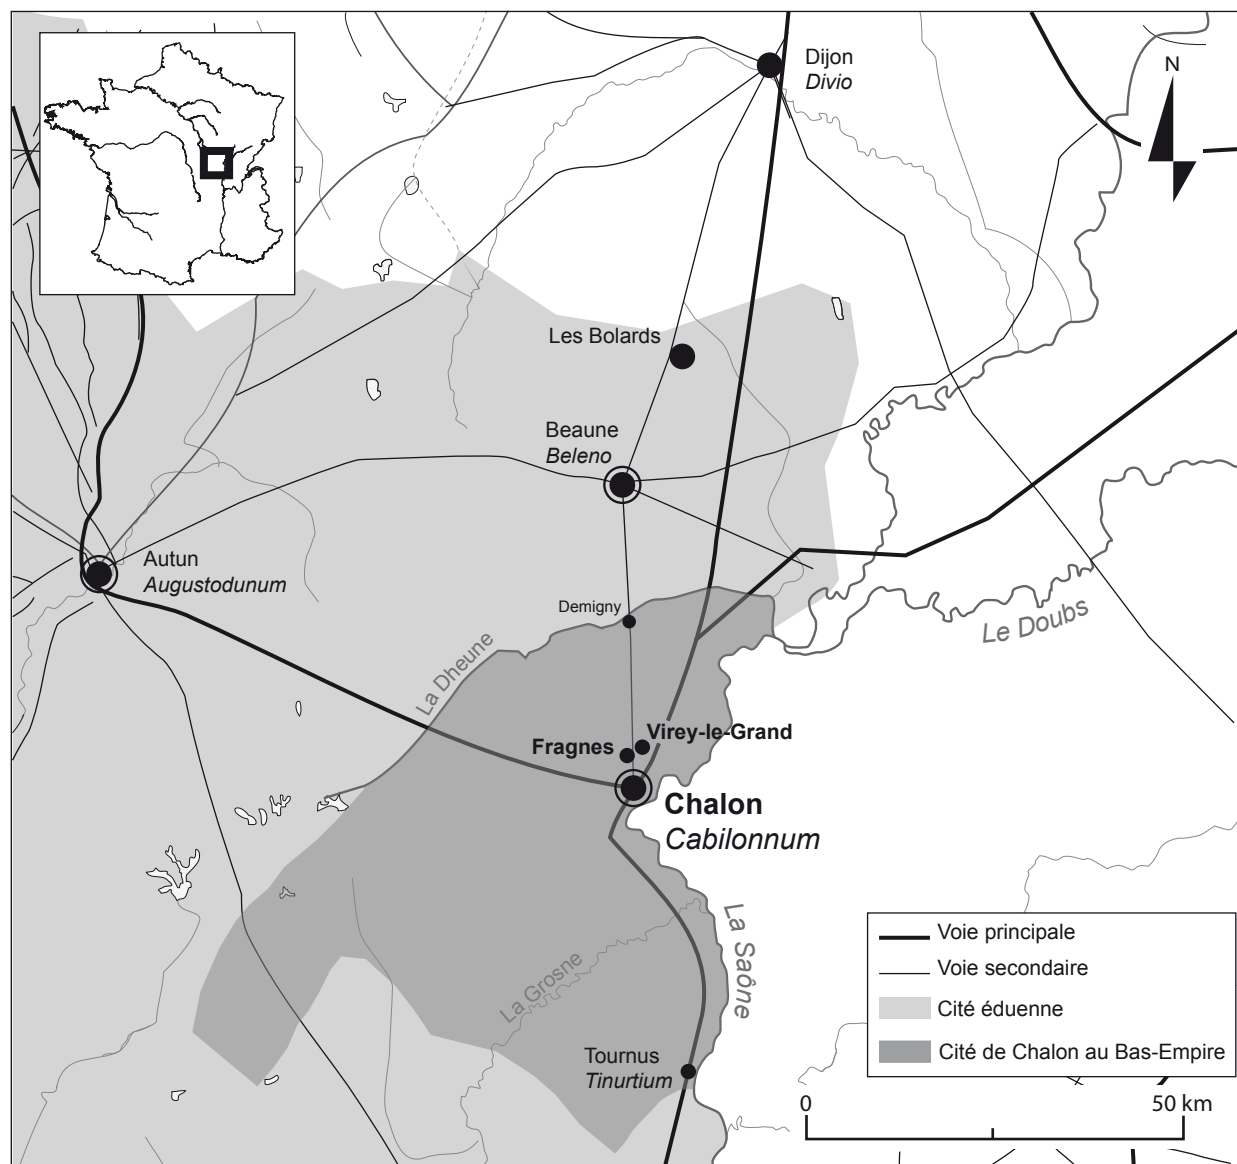 Dijon
Divio
N
Les Bolards
Beaune
Beleno
Autun
Augustodunum
Demigny
Le Doubs
La Dheune
Virey-le-Grand
Fragnes
Chalon
Cabilonnum
La Saône
La Grosne
Tournus
Tinurtium
Voie principale
Voie secondaire
Cité éduenne
Cité de Chalon au Bas-Empire
0 50 km